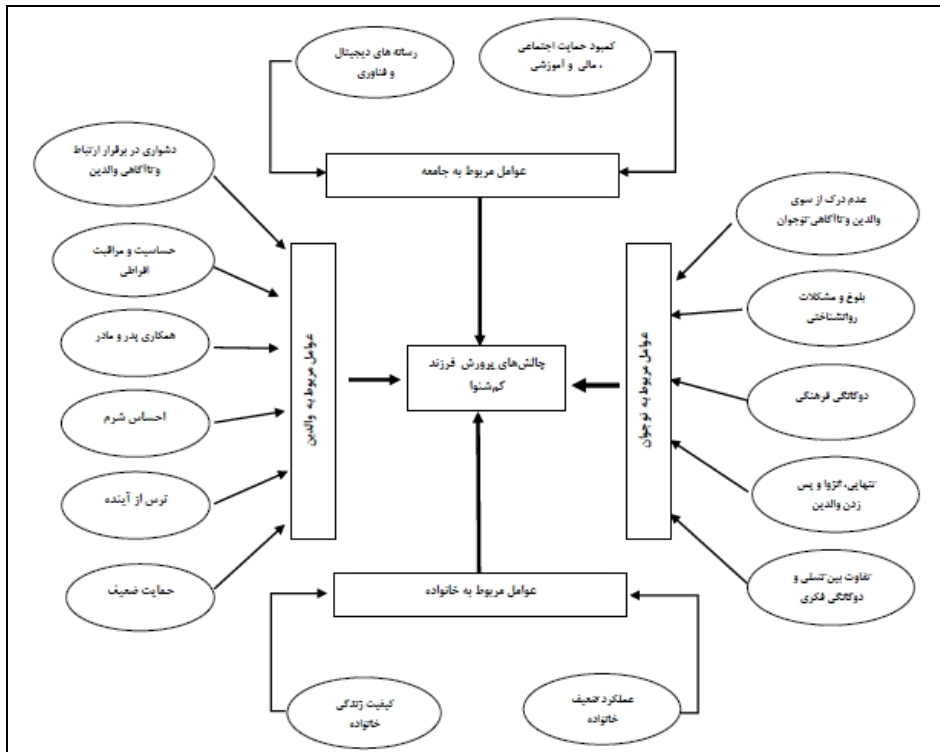 رسانه های دیجیتال
و فناوری
کمبود حمایت اجتماعی
، مالی و آموزشی
عوامل مربوط به جامعه
دشواری در برقرار ارتباط
و ناآگاهی والدین
حساسیت و مراقبت
افراطی
همکاری پدر و مادر
احساس شرم
ترس از آینده
حمایت ضعیف
عوامل مربوط به والدین
چالش‌های پرورش فرزند
کم‌شنوا
عوامل مربوط به نوجوان
عدم درک از سوی
والدین و ناآگاهی نوجوان
بلوغ و مشکلات
روانشناختی
دوگانگی فرهنگی
تنهایی، انزوا و پس
زدن والدین
تفاوت بین نسلی و
دوگانگی فکری
عوامل مربوط به خانواده
کیفیت زندگی
خانواده
عملکرد ضعیف
خانواده